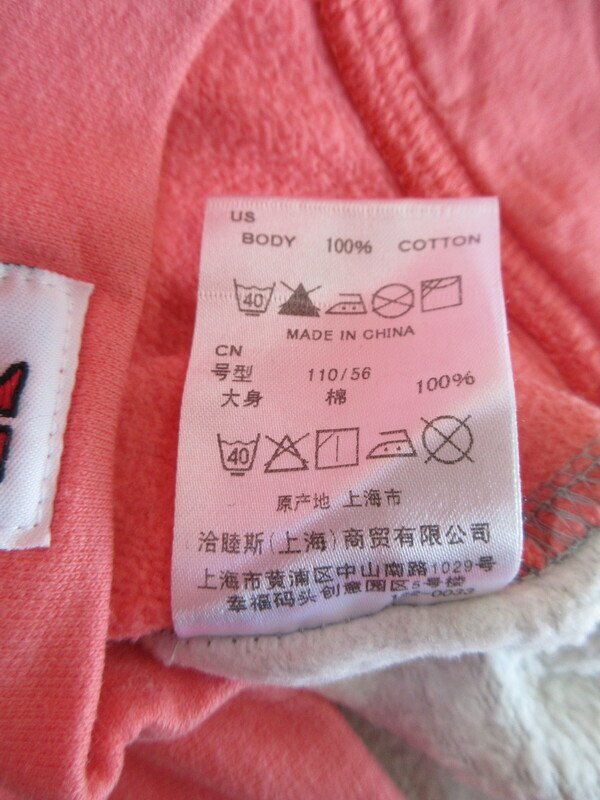 US
BODY 100% COTTON
40
MADE IN CHINA
CN
号型 110/56
大身 棉 100%
40
原产地 上海市
洽睦斯(上海)商贸有限公司
上海市黄浦区中山南路1029号
幸福码头创意园区5号楼